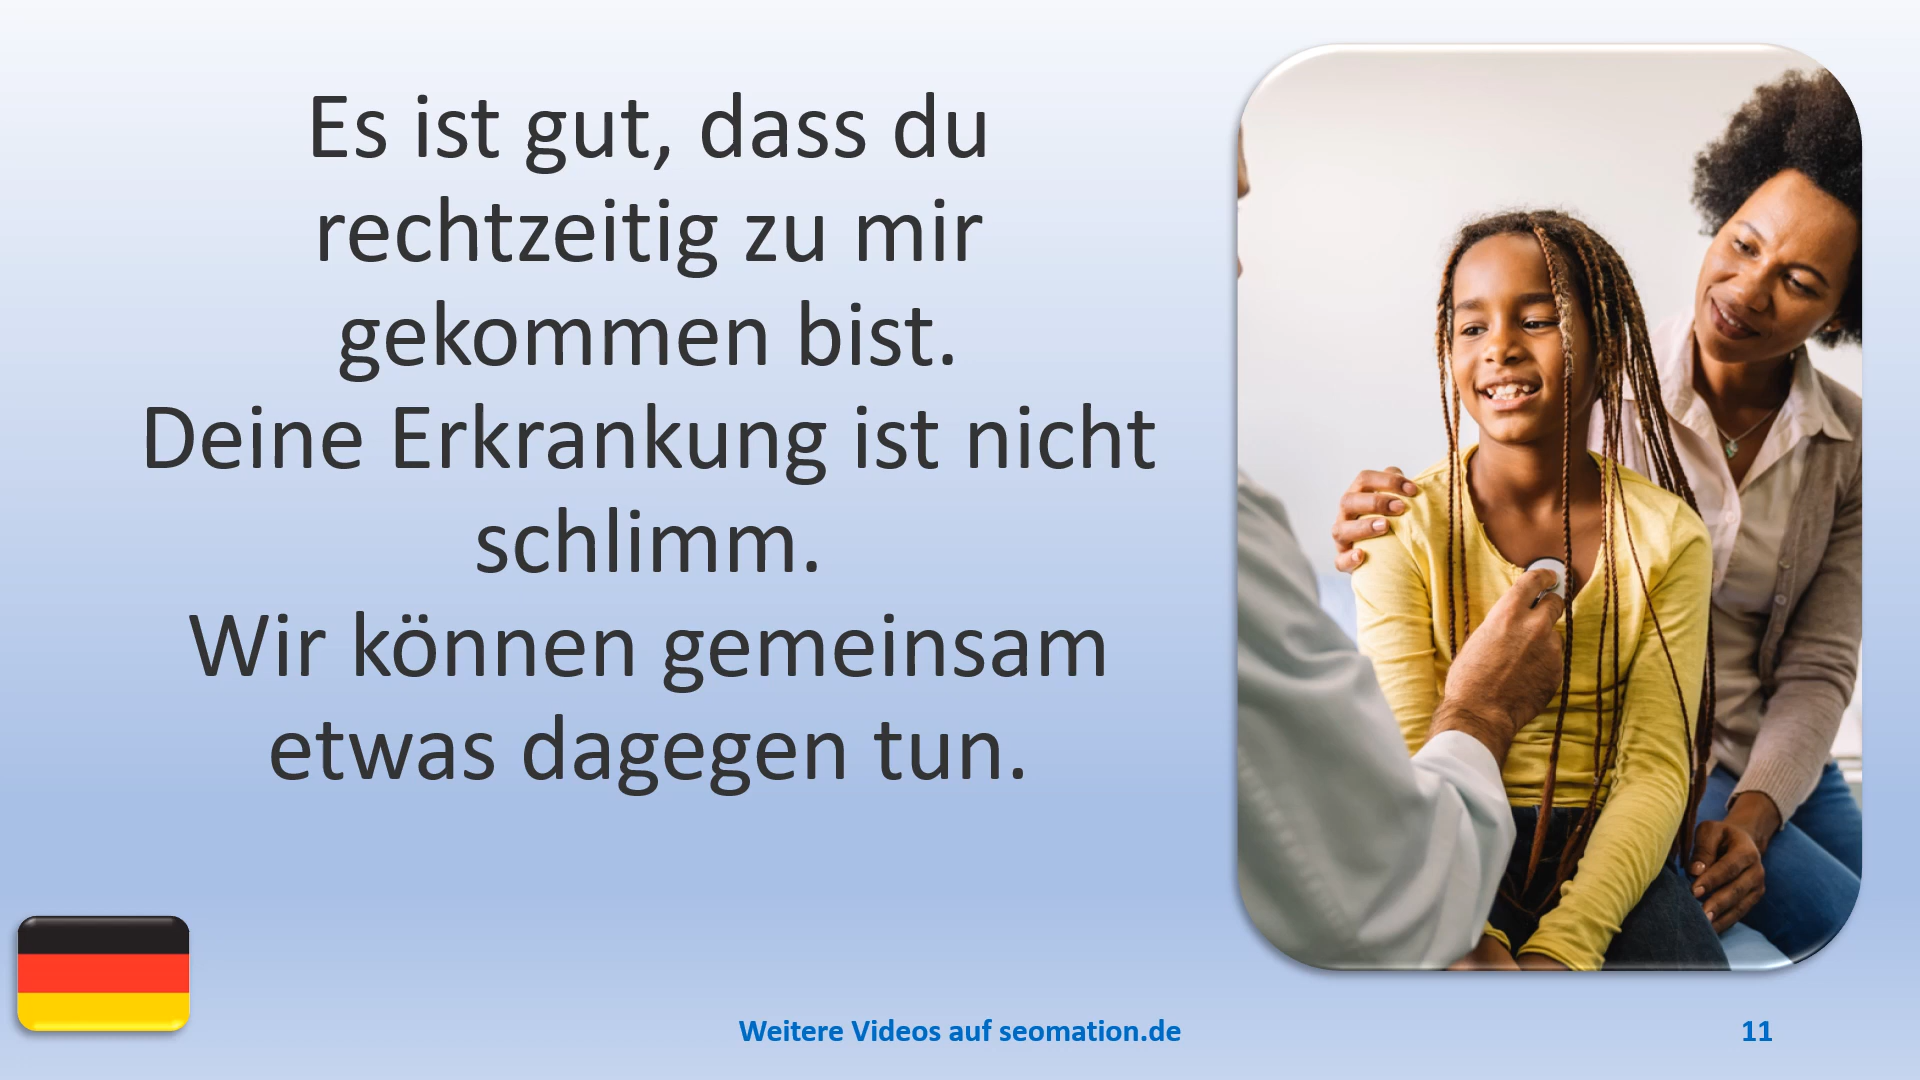 Es ist gut, dass du
rechtzeitig zu mir
gekommen bist.
Deine Erkrankung ist nicht
schlimm.
Wir können gemeinsam
etwas dagegen tun.
Weitere Videos auf seomation.de
11